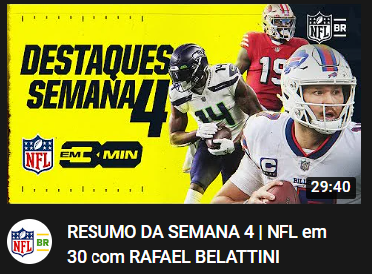 DESTAQUES
SEMANA 4
NFL
EM 30 MIN
NFL
BR
19
14
C
BILLS
29:40
NFL
BR
RESUMO DA SEMANA 4 | NFL em
30 com RAFAEL BELATTINI